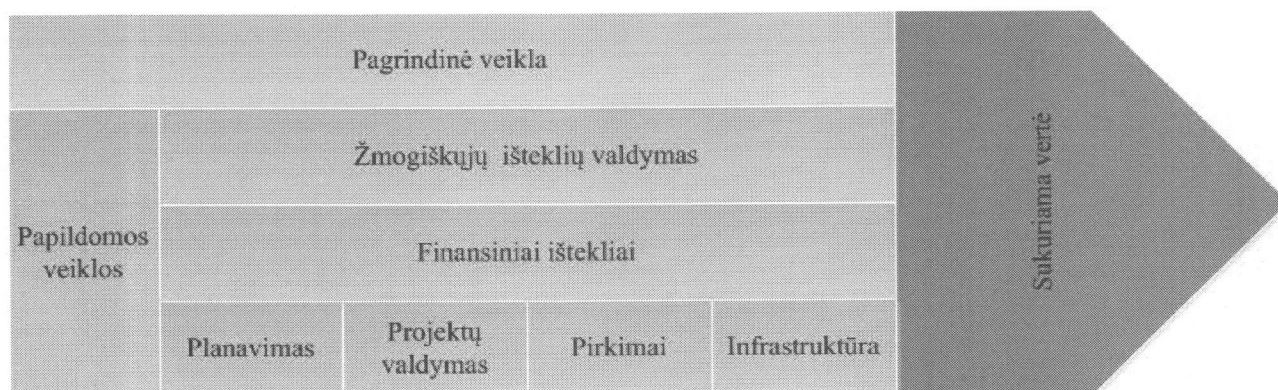 Pagrindinė veikla
Žmogiškųjų išteklių valdymas
Papildomos
veiklos
Finansiniai ištekliai
Planavimas
Projektų
valdymas
Pirkimai
Infrastruktūra
Sukuriama vertė